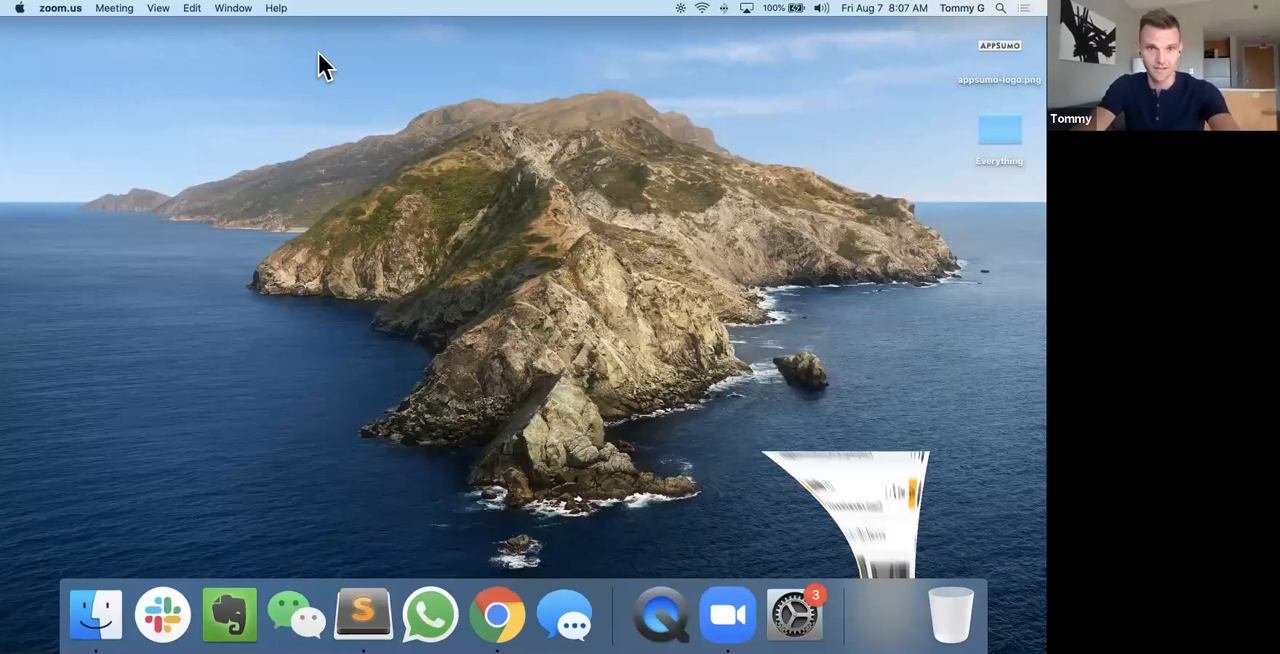 zoom.us Meeting View Edit Window Help 100% Fri Aug 7 8:07 AM Tommy G
APPSUMO
appsumo-logo.png
Everything
Tommy
S
3